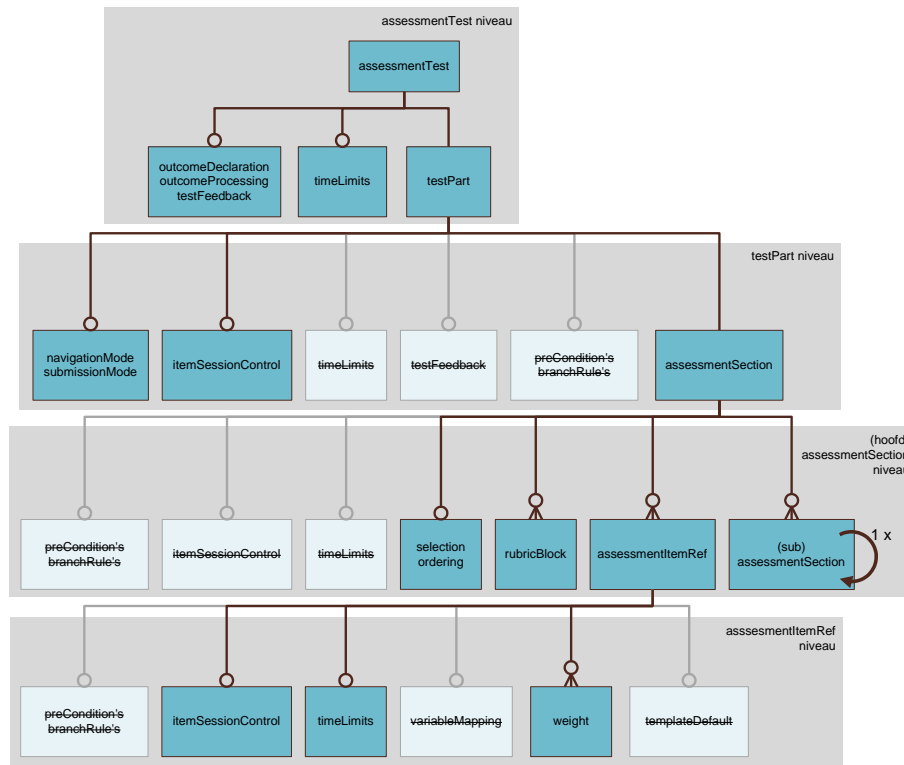 assessmentTest niveau
assessmentTest
outcomeDeclaration
outcomeProcessing
testFeedback
timeLimits
testPart
testPart niveau
navigationMode
submissionMode
itemSessionControl
timeLimits
testFeedback
preCondition's
branchRule's
assessmentSection
(hoofd
assessmentSection
niveau
preCondition's
branchRule's
itemSessionControl
timeLimits
selection
ordering
rubricBlock
assessmentItemRef
(sub)
assessmentSection
1 x
asssesmentItemRef
niveau
preCondition's
branchRule's
itemSessionControl
timeLimits
variableMapping
weight
templateDefault